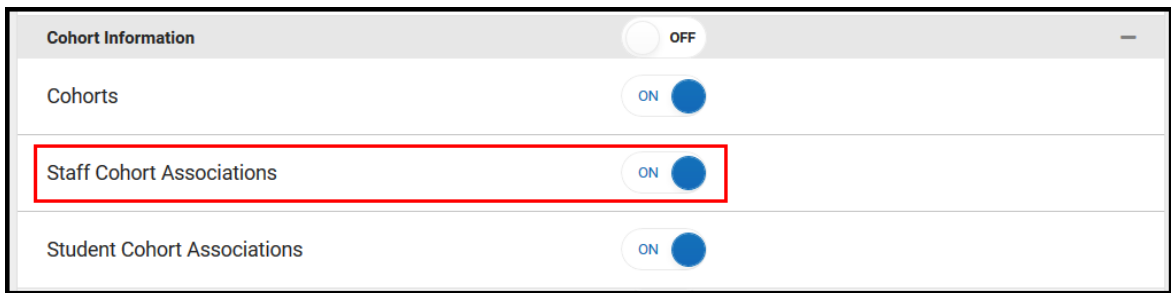 Cohort Information OFF
Cohorts ON
Staff Cohort Associations ON
Student Cohort Associations ON